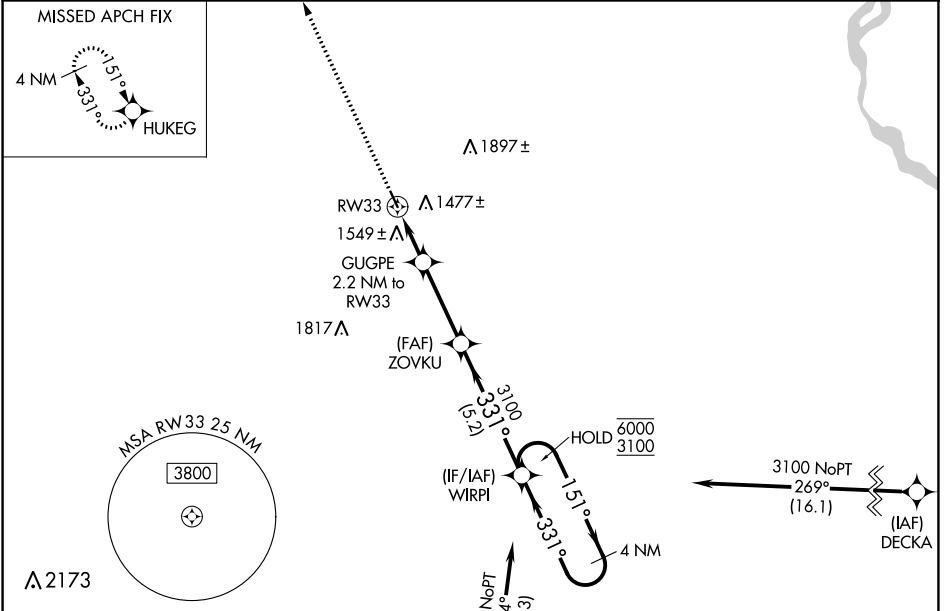 MISSED APCH FIX
4 NM
151°
331°
HUKEG
1897 ±
RW33
1477 ±
1549 ±
GUGPE
2.2 NM to
RW33
1817
(FAF)
ZOVKU
3100
331°
(5.2)
HOLD
6000
3100
MSA RW33 25 NM
3800
(IF/IAF)
WIRPI
151°
331°
4 NM
3100 NoPT
269°
(16.1)
(IAF)
DECKA
2173
NoPT